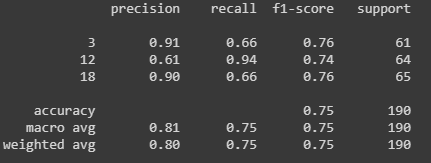 precision recall f1-score support
3 0.91 0.66 0.76 61
12 0.61 0.94 0.74 64
18 0.90 0.66 0.76 65
accuracy 0.75 190
macro avg 0.81 0.75 0.75 190
weighted avg 0.80 0.75 0.75 190